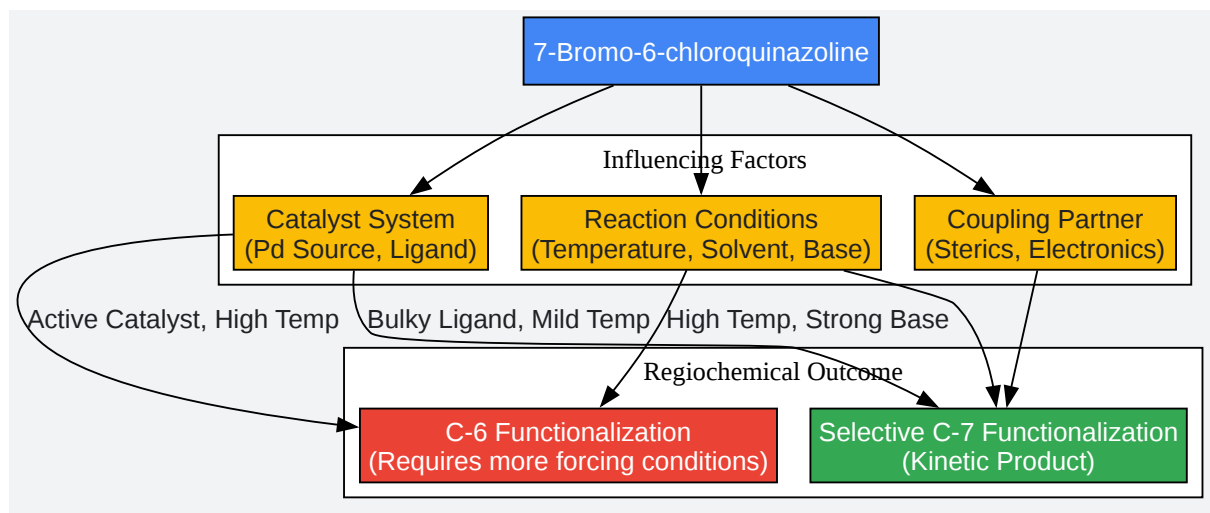 7-Bromo-6-chloroquinazoline
Influencing Factors
Catalyst System
(Pd Source, Ligand)
Reaction Conditions
(Temperature, Solvent, Base)
Coupling Partner
(Sterics, Electronics)
Active Catalyst, High Temp
Bulky Ligand, Mild Temp
High Temp, Strong Base
Regiochemical Outcome
C-6 Functionalization
(Requires more forcing conditions)
Selective C-7 Functionalization
(Kinetic Product)